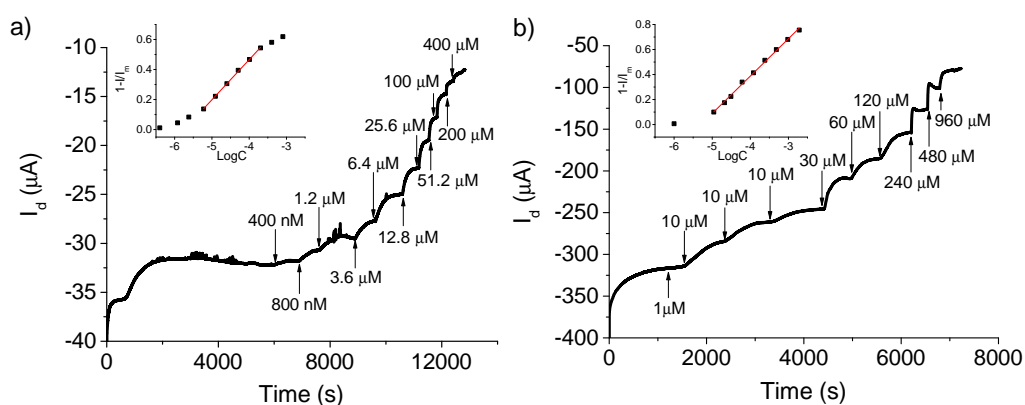 a)
I_d (μA)
-10
-15
-20
-25
-30
-35
-40
0
4000
8000
12000
Time (s)
1-I/I_m
0.6
0.4
0.2
0.0
-6
-5
-4
-3
LogC
400 nM
800 nM
1.2 μM
3.6 μM
6.4 μM
12.8 μM
25.6 μM
51.2 μM
100 μM
200 μM
400 μM
b)
I_d (μA)
-50
-100
-150
-200
-250
-300
-350
-400
0
2000
4000
6000
8000
Time (s)
1-I/I_m
0.8
0.6
0.4
0.2
0.0
-6
-5
-4
-3
LogC
1μM
10 μM
10 μM
10 μM
30 μM
60 μM
120 μM
240 μM
480 μM
960 μM